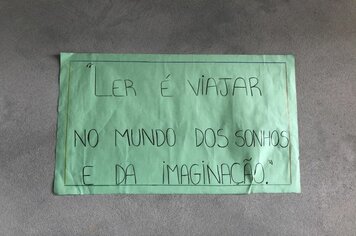 "LER É VIAJAR
NO MUNDO DOS SONHOS
E DA IMAGINAÇÃO."